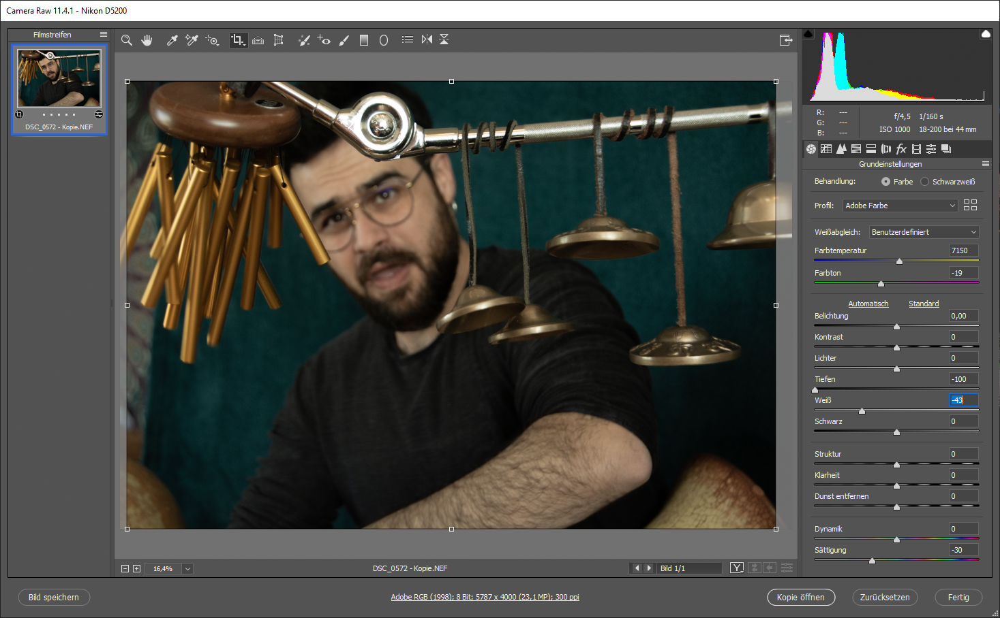 Camera Raw 11.4.1 - Nikon D5200
Filmstreifen
DSC_0572 - Kopie.NEF
R: ---
G: ---
B: ---
f/4,5 1/160 s
ISO 1000 18-200 bei 44 mm
fx
Grundeinstellungen
Behandlung: Farbe Schwarzweiß
Profil: Adobe Farbe
Weißabgleich: Benutzerdefiniert
Farbtemperatur 7150
Farbton -19
Automatisch Standard
Belichtung 0,00
Kontrast 0
Lichter 0
Tiefen -100
Weiß -43
Schwarz 0
Struktur 0
Klarheit 0
Dunst entfernen 0
Dynamik 0
Sättigung -30
16,4% DSC_0572 - Kopie.NEF Bild 1/1 Y
Bild speichern Adobe RGB (1998); 8 Bit; 5787 x 4000 (23,1 MP); 300 ppi Kopie öffnen Zurücksetzen Fertig